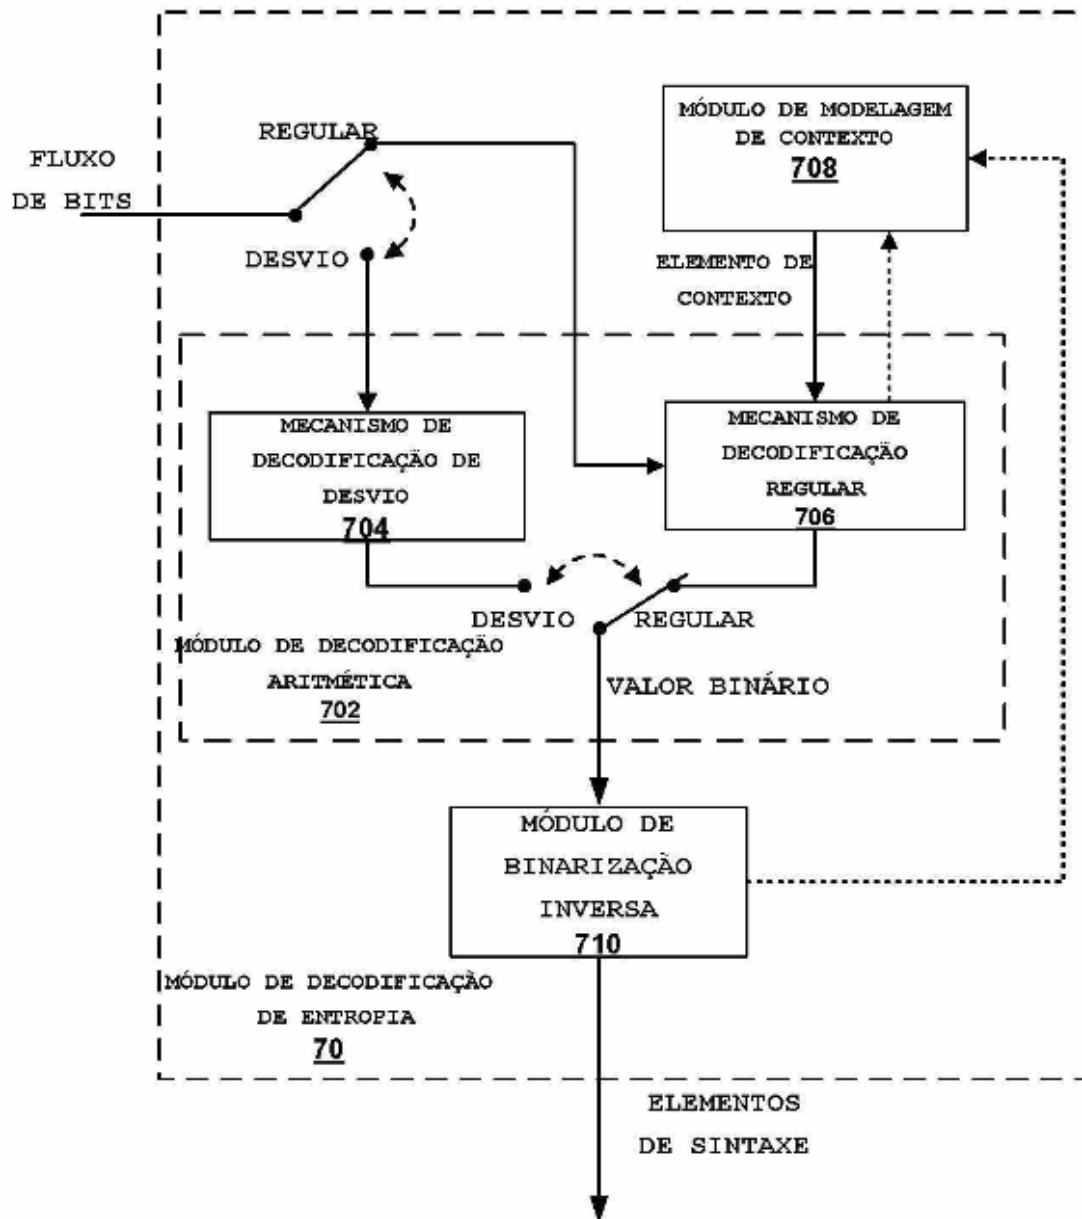 FLUXO
DE BITS
REGULAR
DESVIO
MÓDULO DE MODELAGEM
DE CONTEXTO
708
ELEMENTO DE
CONTEXTO
MECANISMO DE
DECODIFICAÇÃO DE
DESVIO
704
MECANISMO DE
DECODIFICAÇÃO
REGULAR
706
DESVIO
REGULAR
MÓDULO DE DECODIFICAÇÃO
ARITMÉTICA
702
VALOR BINÁRIO
MÓDULO DE
BINARIZAÇÃO
INVERSA
710
MÓDULO DE DECODIFICAÇÃO
DE ENTROPIA
70
ELEMENTOS
DE SINTAXE